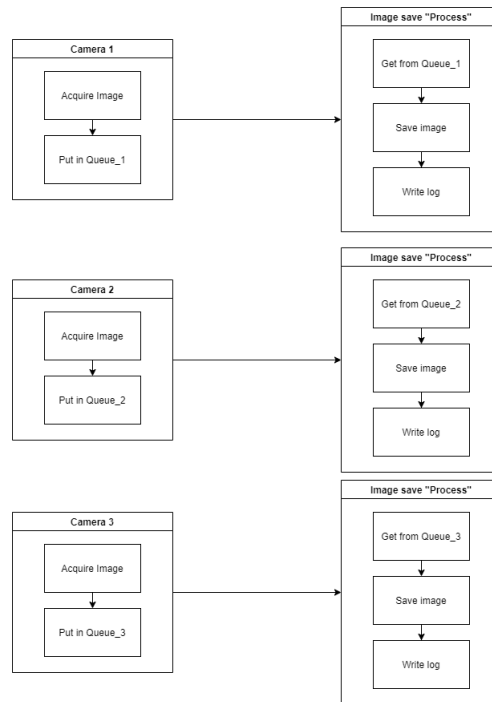 Camera 1
Acquire Image
Put in Queue_1
Image save "Process"
Get from Queue_1
Save image
Write log
Camera 2
Acquire Image
Put in Queue_2
Image save "Process"
Get from Queue_2
Save image
Write log
Camera 3
Acquire Image
Put in Queue_3
Image save "Process"
Get from Queue_3
Save image
Write log